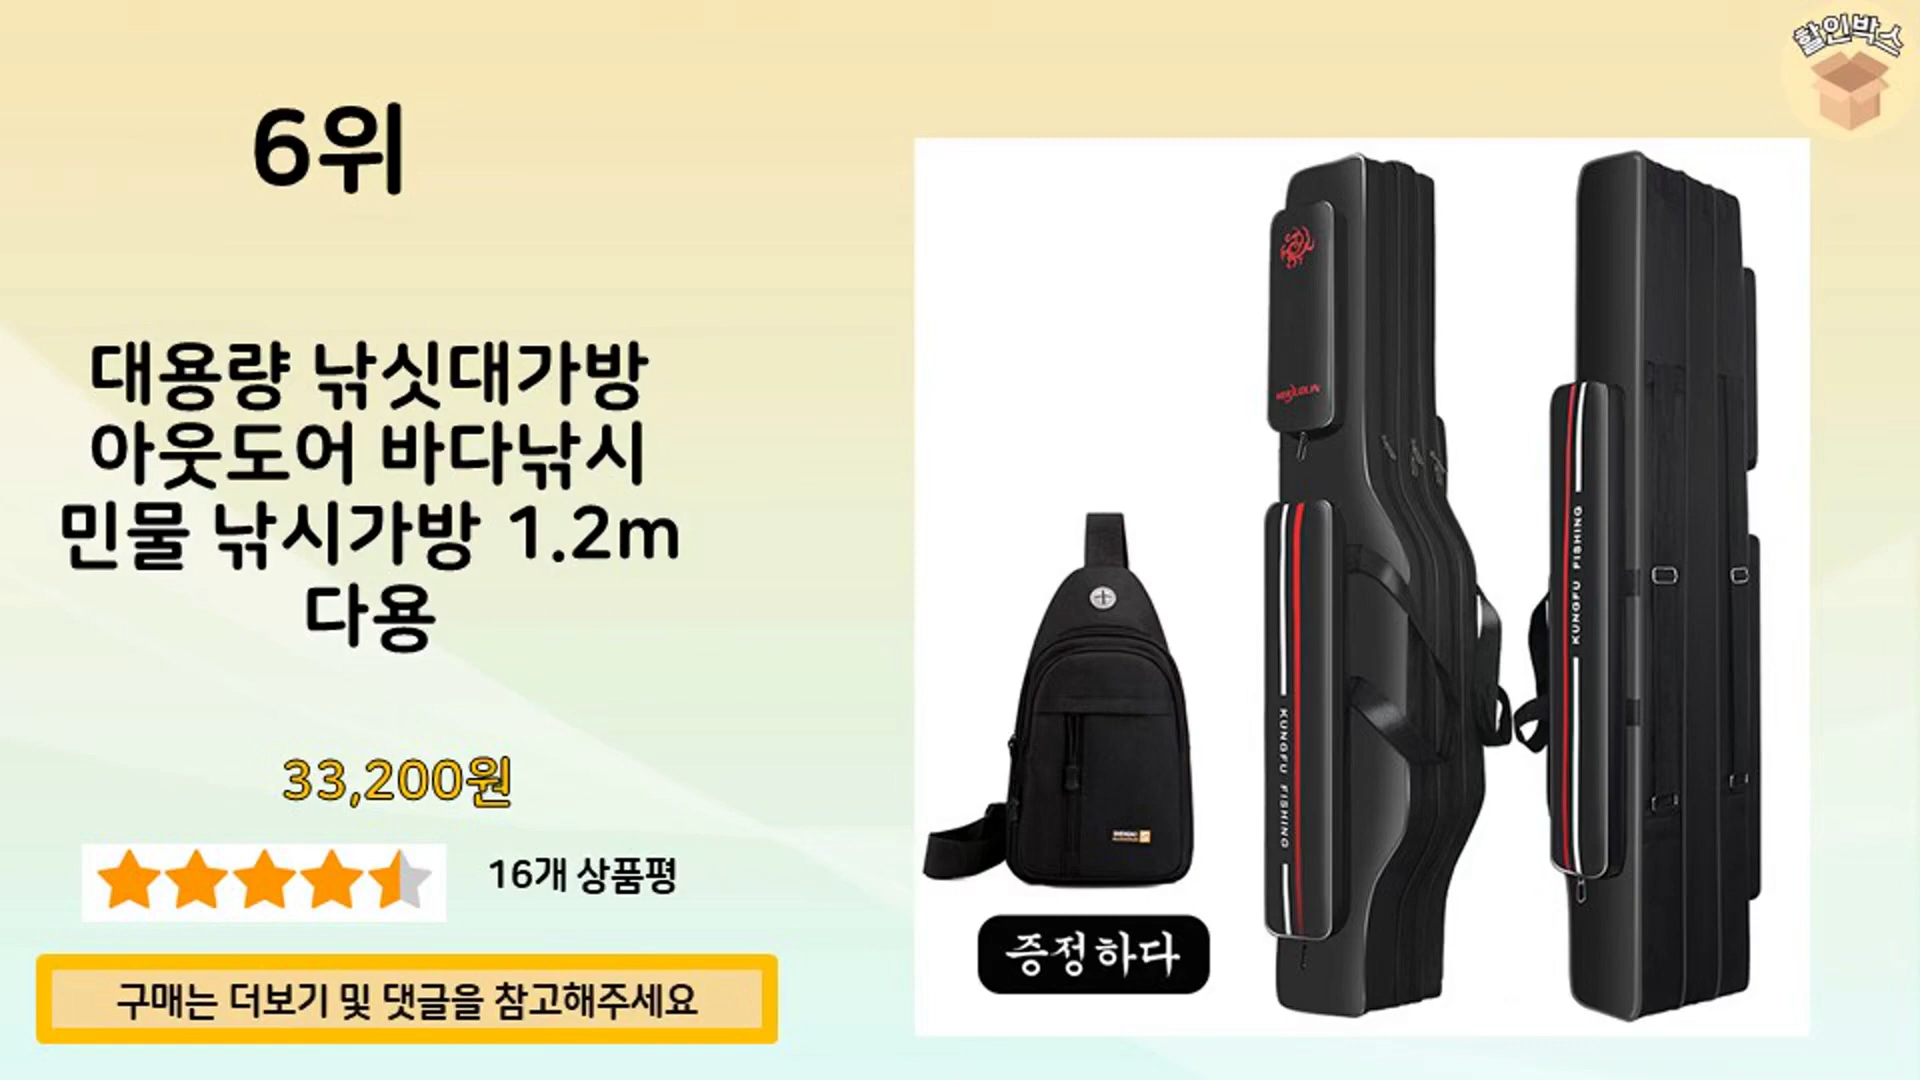 할인박스
6위
대용량 낚싯대가방
아웃도어 바다낚시
민물 낚시가방 1.2m
다용
33,200원
16개 상품평
구매는 더보기 및 댓글을 참고해주세요
증정하다
KUNGFU FISHING
KUNGFU FISHING